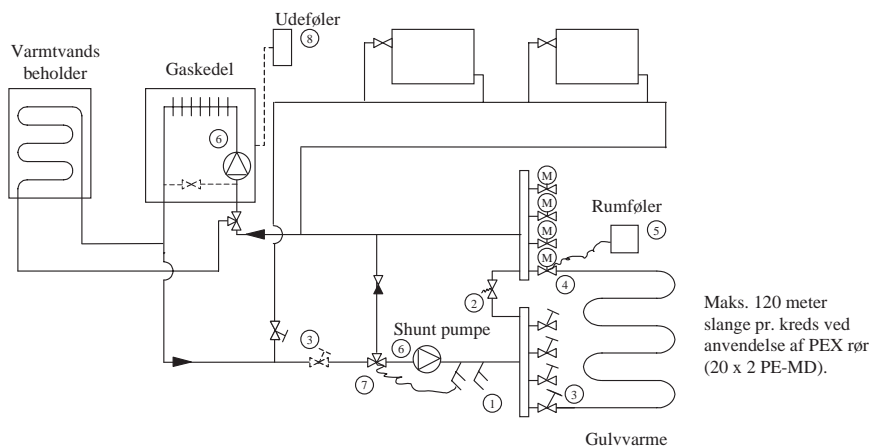 Udeføler
8
Varmtvands
beholder
Gaskedel
6
M
M
M
M
Rumføler
5
4
2
Maks. 120 meter
slange pr. kreds ved
anvendelse af PEX rør
(20 x 2 PE-MD).
3
Shunt pumpe
6
7
1
3
Gulvvarme